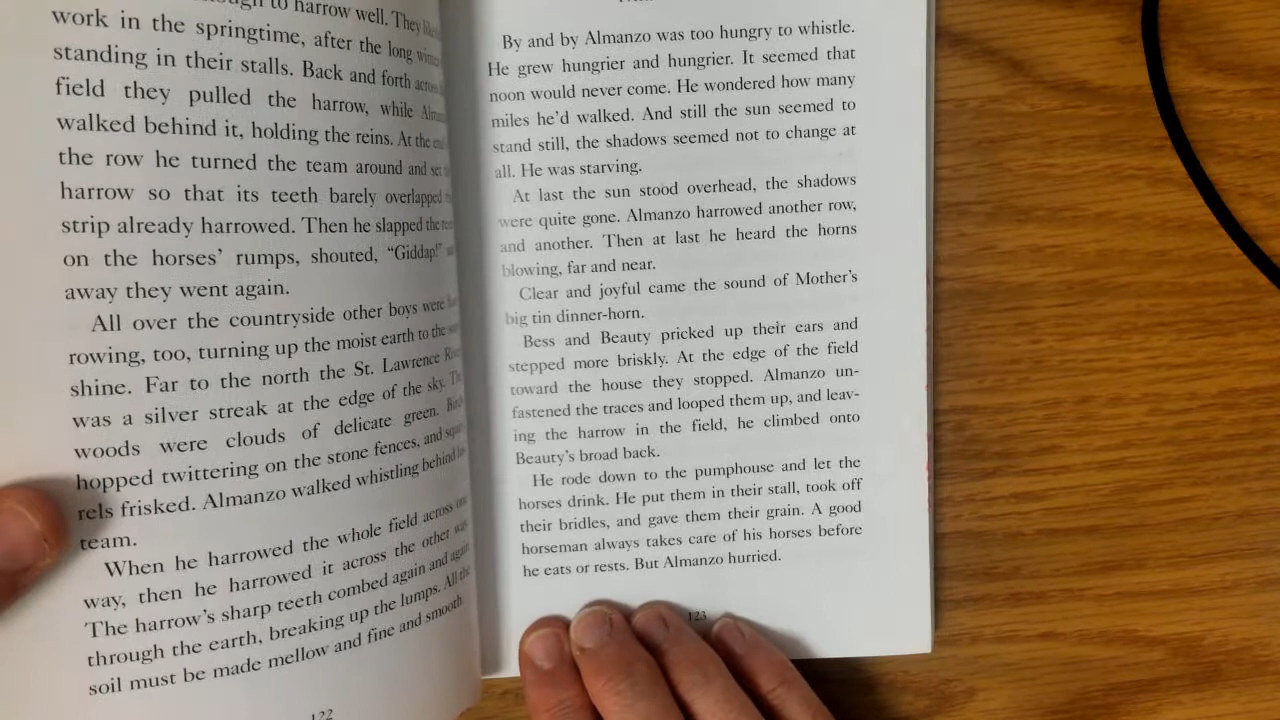 to harrow well. They
work in the springtime, after the long
standing in their stalls. Back and forth across
field they pulled the harrow, while
walked behind it, holding the reins. At the
the row he turned the team around and set
harrow so that its teeth barely overlapped
strip already harrowed. Then he slapped the
on the horses' rumps, shouted, “Giddap!”
away they went again.
All over the countryside other boys were
rowing, too, turning up the moist earth to the
shine. Far to the north the St. Lawrence
was a silver streak at the edge of the sky.
woods were clouds of delicate green.
hopped twittering on the stone fences, and
rels frisked. Almanzo walked whistling behind
team.
When he harrowed the whole field across
way, then he harrowed it across the other
The harrow's sharp teeth combed again and again
through the earth, breaking up the lumps. All the
soil must be made mellow and fine and smooth.
122
By and by Almanzo was too hungry to whistle.
He grew hungrier and hungrier. It seemed that
noon would never come. He wondered how many
miles he'd walked. And still the sun seemed to
stand still, the shadows seemed not to change at
all. He was starving.
At last the sun stood overhead, the shadows
were quite gone. Almanzo harrowed another row,
and another. Then at last he heard the horns
blowing, far and near.
Clear and joyful came the sound of Mother's
big tin dinner-horn.
Bess and Beauty pricked up their ears and
stepped more briskly. At the edge of the field
toward the house they stopped. Almanzo un-
fastened the traces and looped them up, and leav-
ing the harrow in the field, he climbed onto
Beauty's broad back.
He rode down to the pumphouse and let the
horses drink. He put them in their stall, took off
their bridles, and gave them their grain. A good
horseman always takes care of his horses before
he eats or rests. But Almanzo hurried.
123